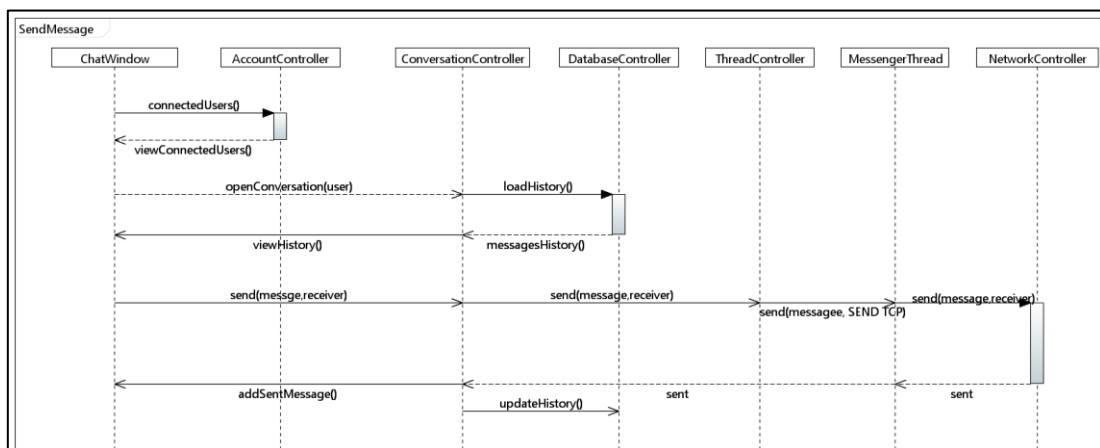 SendMessage
ChatWindow
AccountController
ConversationController
DatabaseController
ThreadController
MessengerThread
NetworkController
connectedUsers()
viewConnectedUsers()
openConversation(user)
loadHistory()
viewHistory()
messagesHistory()
send(messge,receiver)
send(message,receiver)
send(messagee, SEND TCP)
send(message,receiver)
addSentMessage()
sent
sent
updateHistory()